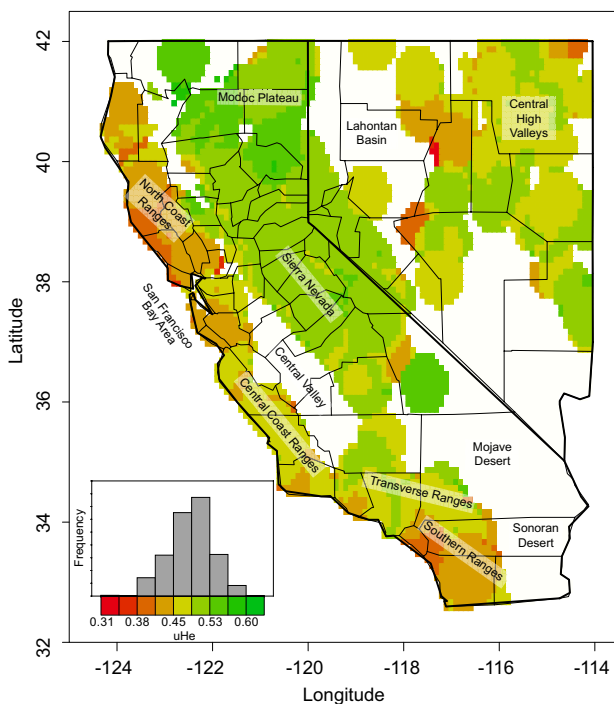 42
40
38
36
34
32
Latitude
Modoc Plateau
Lahontan
Basin
Central
High
Valleys
North Coast
Ranges
Sierra Nevada
San Francisco
Bay Area
Central Valley
Central Coast Ranges
Mojave
Desert
Transverse Ranges
Southern Ranges
Sonoran
Desert
Frequency
0.31 0.38 0.45 0.53 0.60
uHe
-124 -122 -120 -118 -116 -114
Longitude